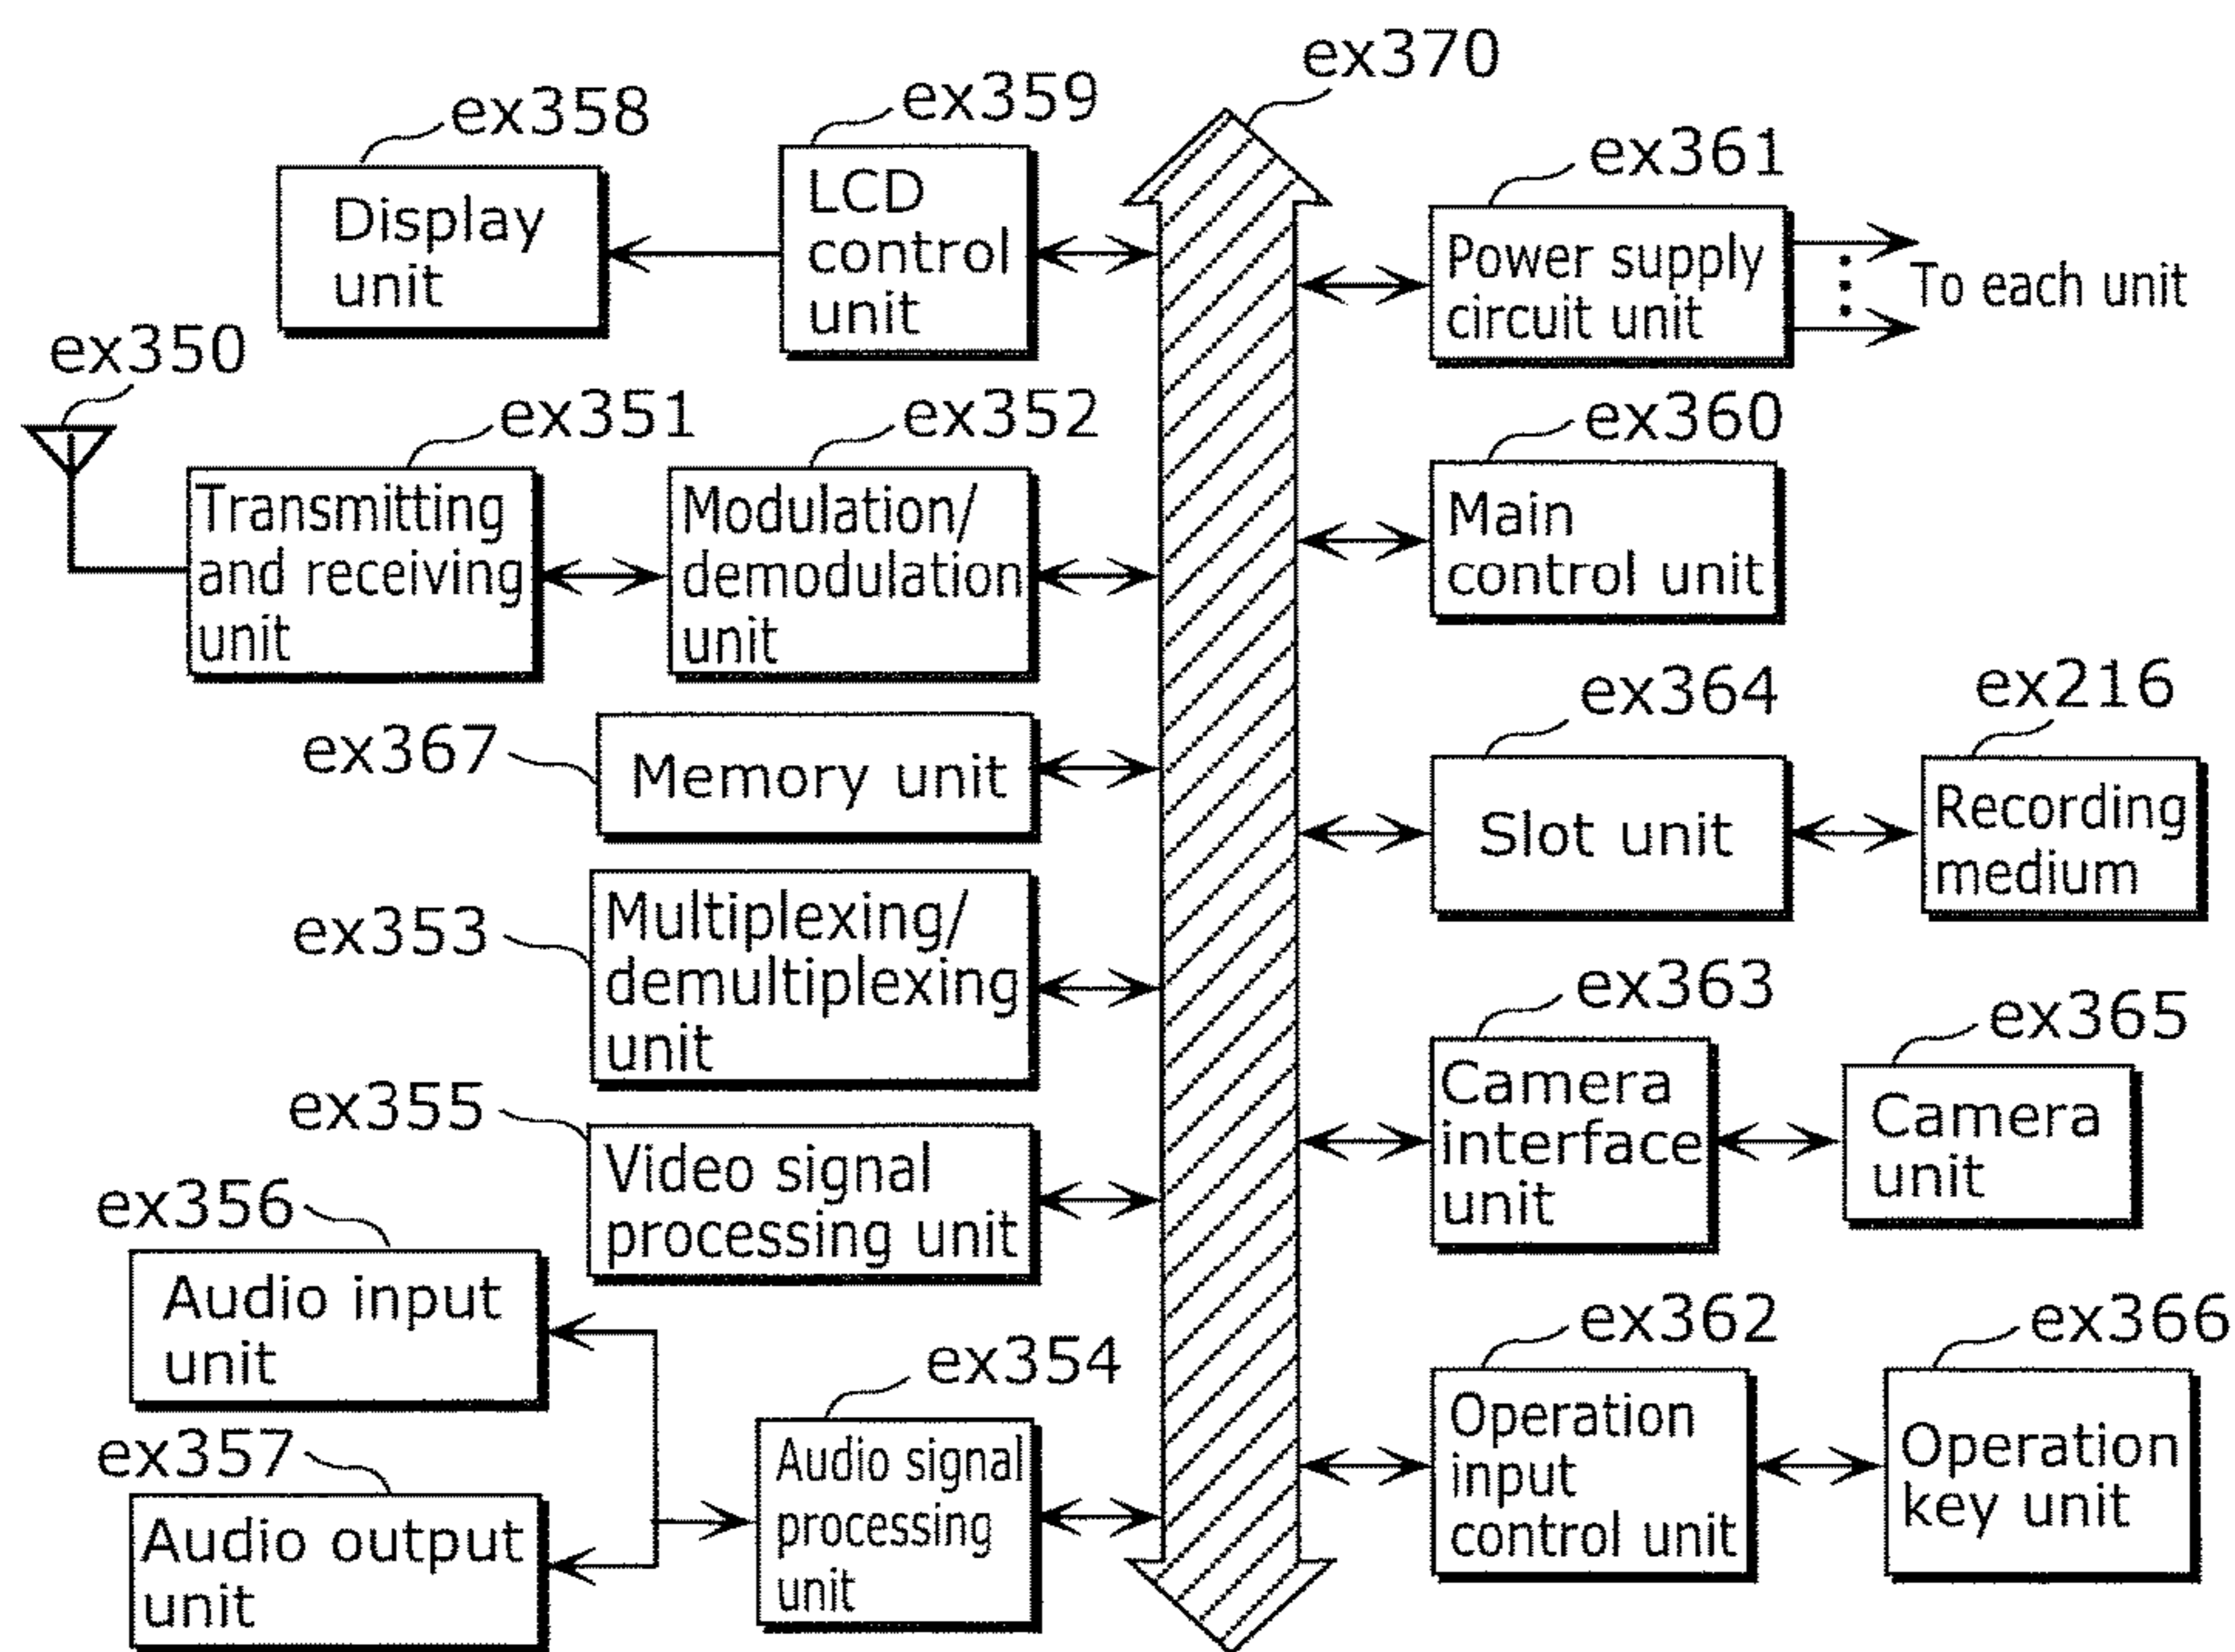 ex370
ex358
ex359
ex361
Display
unit
LCD
control
unit
Power supply
circuit unit
To each unit
ex350
ex351
ex352
ex360
Transmitting
and receiving
unit
Modulation/
demodulation
unit
Main
control unit
ex367
Memory unit
ex364
ex216
Slot unit
Recording
medium
ex353
Multiplexing/
demultiplexing
unit
ex363
ex365
Camera
interface
unit
Camera
unit
ex355
Video signal
processing unit
ex356
Audio input
unit
ex362
ex366
ex354
Operation
input
control unit
Operation
key unit
ex357
Audio output
unit
Audio signal
processing
unit